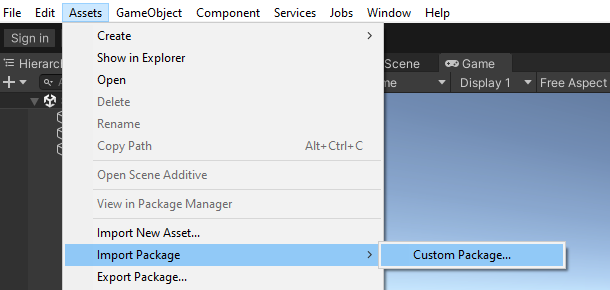 File Edit Assets GameObject Component Services Jobs Window Help
Sign in
Hierarc
Scene Game
me Display 1 Free Aspect
Create
Show in Explorer
Open
Delete
Rename
Copy Path Alt+Ctrl+C
Open Scene Additive
View in Package Manager
Import New Asset...
Import Package Custom Package...
Export Package...